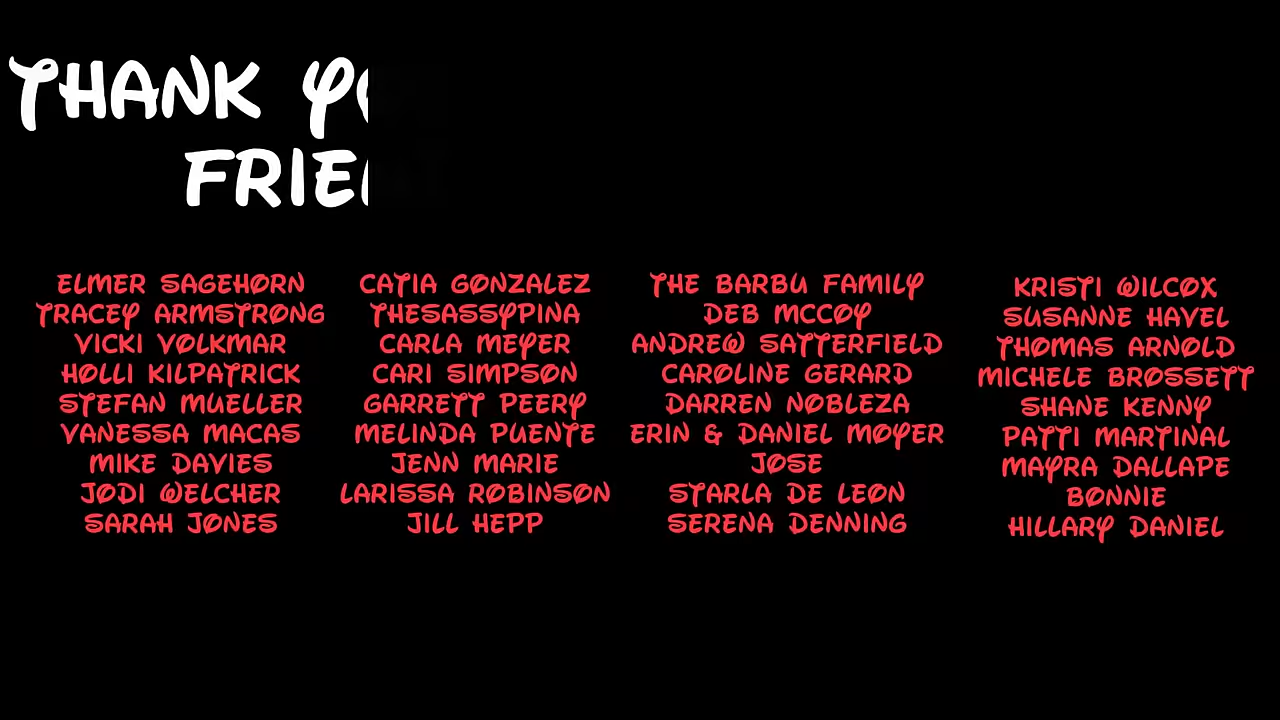 THANK YO
FRIE
ELMER SAGEHORN
TRACEY ARMSTRONG
VICKI VOLKMAR
HOLLI KILPATRICK
STEFAN MUELLER
VANESSA MACAS
MIKE DAVIES
JODI WELCHER
SARAH JONES
CATIA GONZALEZ
THESASSYPINA
CARLA MEYER
CARI SIMPSON
GARRETT PEERY
MELINDA PUENTE
JENN MARIE
LARISSA ROBINSON
JILL HEPP
THE BARBU FAMILY
DEB MCCOY
ANDREW SATTERFIELD
CAROLINE GERARD
DARREN NOBLEZA
ERIN & DANIEL MOYER
JOSE
STARLA DE LEON
SERENA DENNING
KRISTI WILCOX
SUSANNE HAVEL
THOMAS ARNOLD
MICHELE BROSSETT
SHANE KENNY
PATTI MARTINAL
MAYRA DALLAPE
BONNIE
HILLARY DANIEL